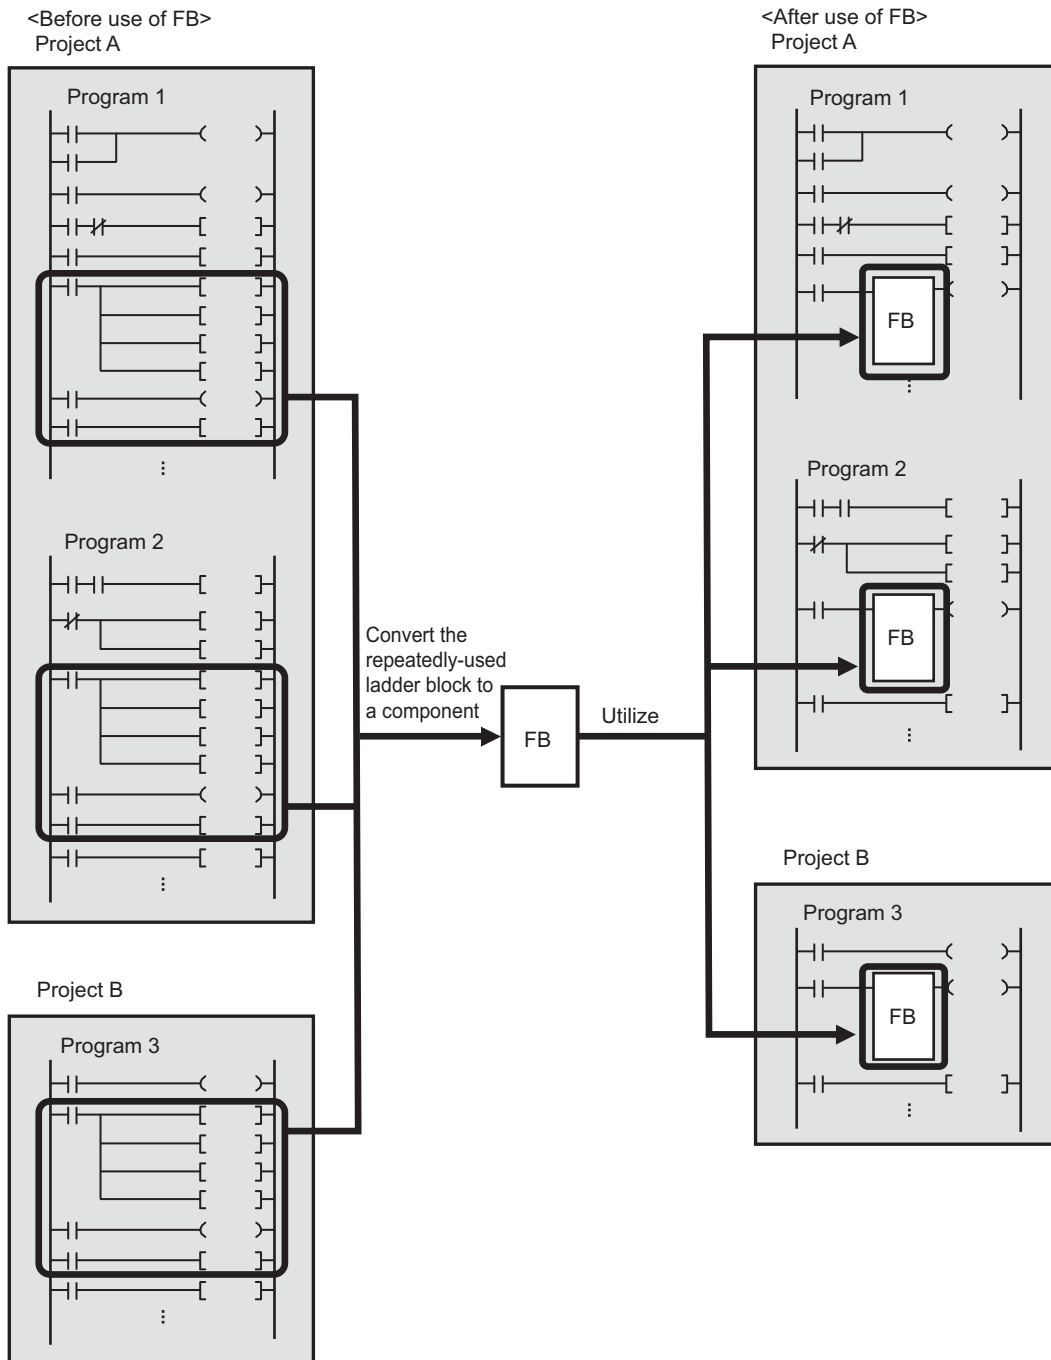 <Before use of FB>
Project A
Program 1
Program 2
Project B
Program 3
Convert the
repeatedly-used
ladder block to
a component
FB
Utilize
<After use of FB>
Project A
Program 1
FB
Program 2
FB
Project B
Program 3
FB